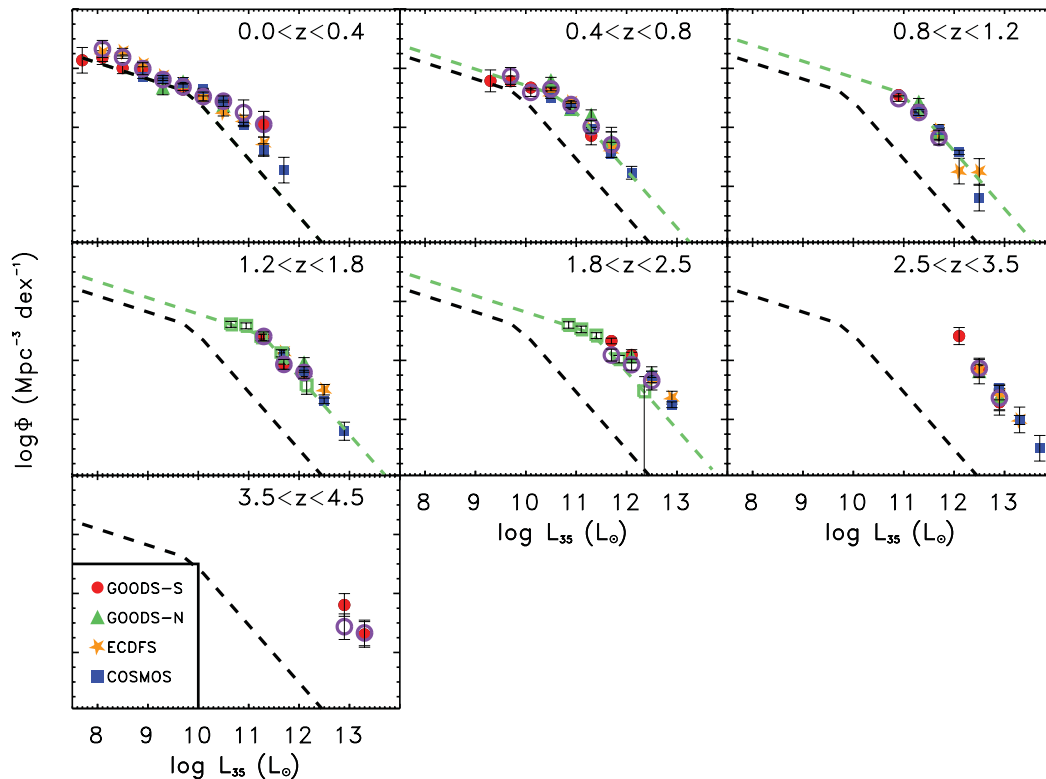 0.0<z<0.4
0.4<z<0.8
0.8<z<1.2
1.2<z<1.8
1.8<z<2.5
2.5<z<3.5
logΦ (Mpc⁻³ dex⁻¹)
8 9 10 11 12 13
log L₃₅ (L⊙)
8 9 10 11 12 13
log L₃₅ (L⊙)
3.5<z<4.5
GOODS-S
GOODS-N
ECDFS
COSMOS
8 9 10 11 12 13
log L₃₅ (L⊙)